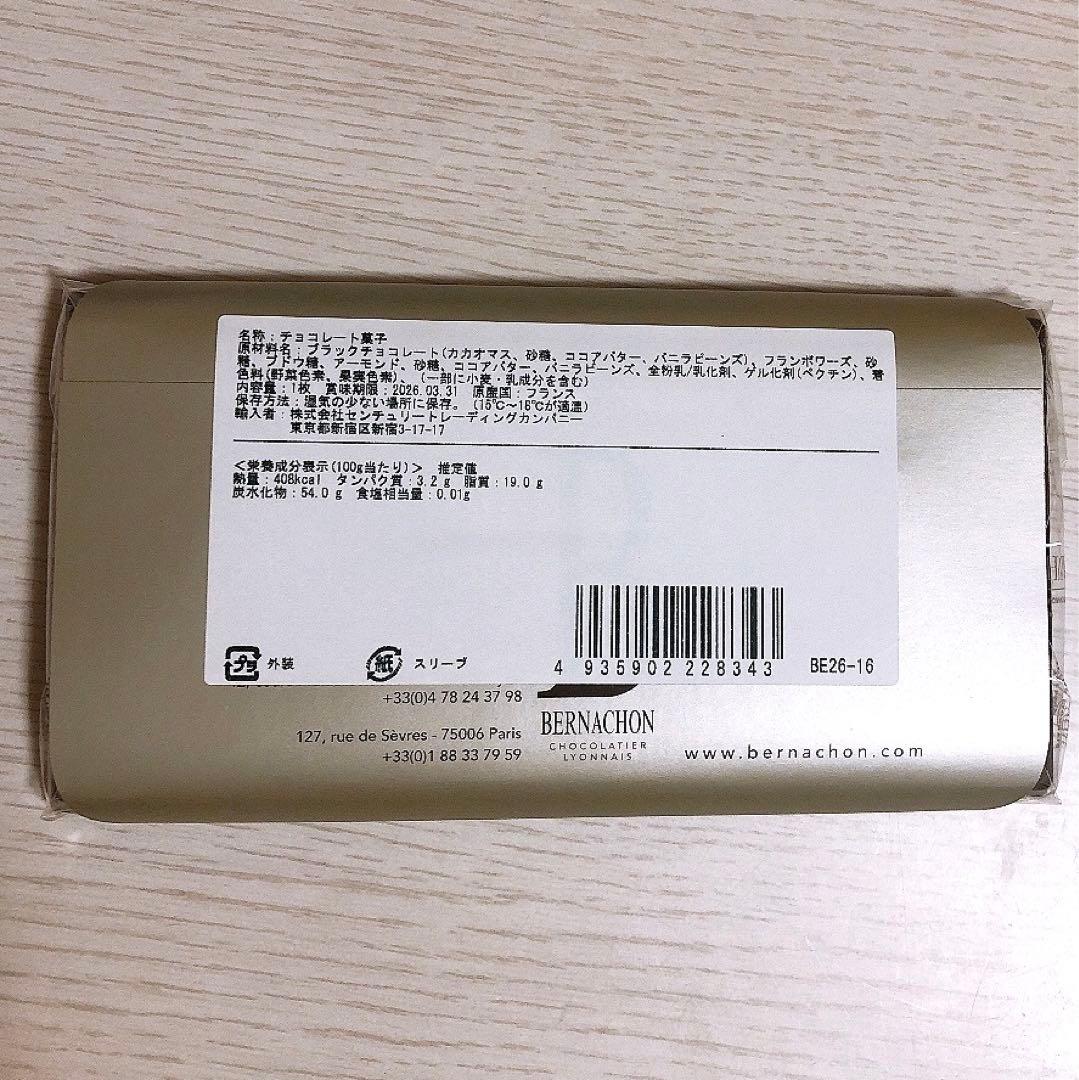 名称：チョコレート菓子
原材料名：ブラックチョコレート(カカオマス、砂糖、ココアバター、バニラビーンズ)、フランボワーズ、砂
糖、ブドウ糖、アーモンド、砂糖、ココアバター、バニラビーンズ、全粉乳/乳化剤、ゲル化剤(ペクチン)、着
色料(野菜色素、果実色素)、（一部に小麦・乳成分を含む）
内容量：1枚　賞味期限：2026.03.31　原産国：フランス
保存方法：湿気の少ない場所に保存。（15℃～18℃が適温）
輸入者：株式会社センチュリートレーディングカンパニー
東京都新宿区新宿3-17-17
＜栄養成分表示(100g当たり)＞　推定値
熱量：408kcal　タンパク質：3.2g　脂質：19.0g
炭水化物：54.0g　食塩相当量：0.01g
プラ 外装
紙 スリーブ
4 935902 228343
BE26-16
+33(0)4 78 24 37 98
127, rue de Sèvres - 75006 Paris
+33(0)1 88 33 79 59
BERNACHON
CHOCOLATIER
LYONNAIS
www.bernachon.com